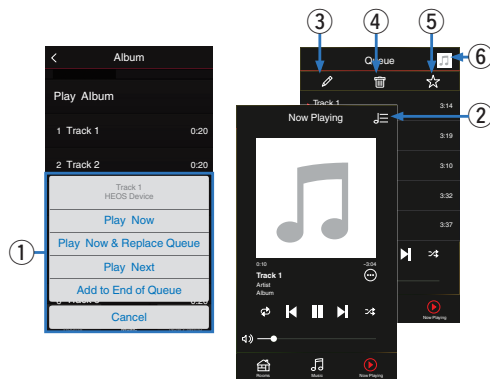 3
4
5
6
2
1
Album
Play Album
1 Track 1 0:20
2 Track 2 0:20
Track 1
HEOS Device
Play Now
Play Now & Replace Queue
Play Next
Add to End of Queue
0:20
Cancel
Queue
Track 1 3:14
3:19
3:10
3:32
3:37
Now Playing
Now Playing
0:10 -3:04
Track 1
Artist
Album
Rooms Music Now Playing